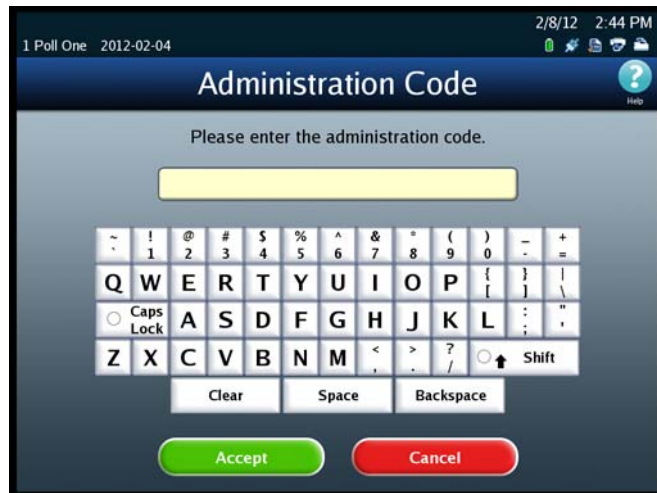 2/8/12 2:44 PM
1 Poll One 2012-02-04
Administration Code
Help
Please enter the administration code.
~ ! @ # $ % ^ & * ( ) _ +
` 1 2 3 4 5 6 7 8 9 0 - =
Q W E R T Y U I O P { } |
[ ] \
Caps Lock A S D F G H J K L : "
; '
Z X C V B N M < > ? Shift
, . /
Clear Space Backspace
Accept Cancel